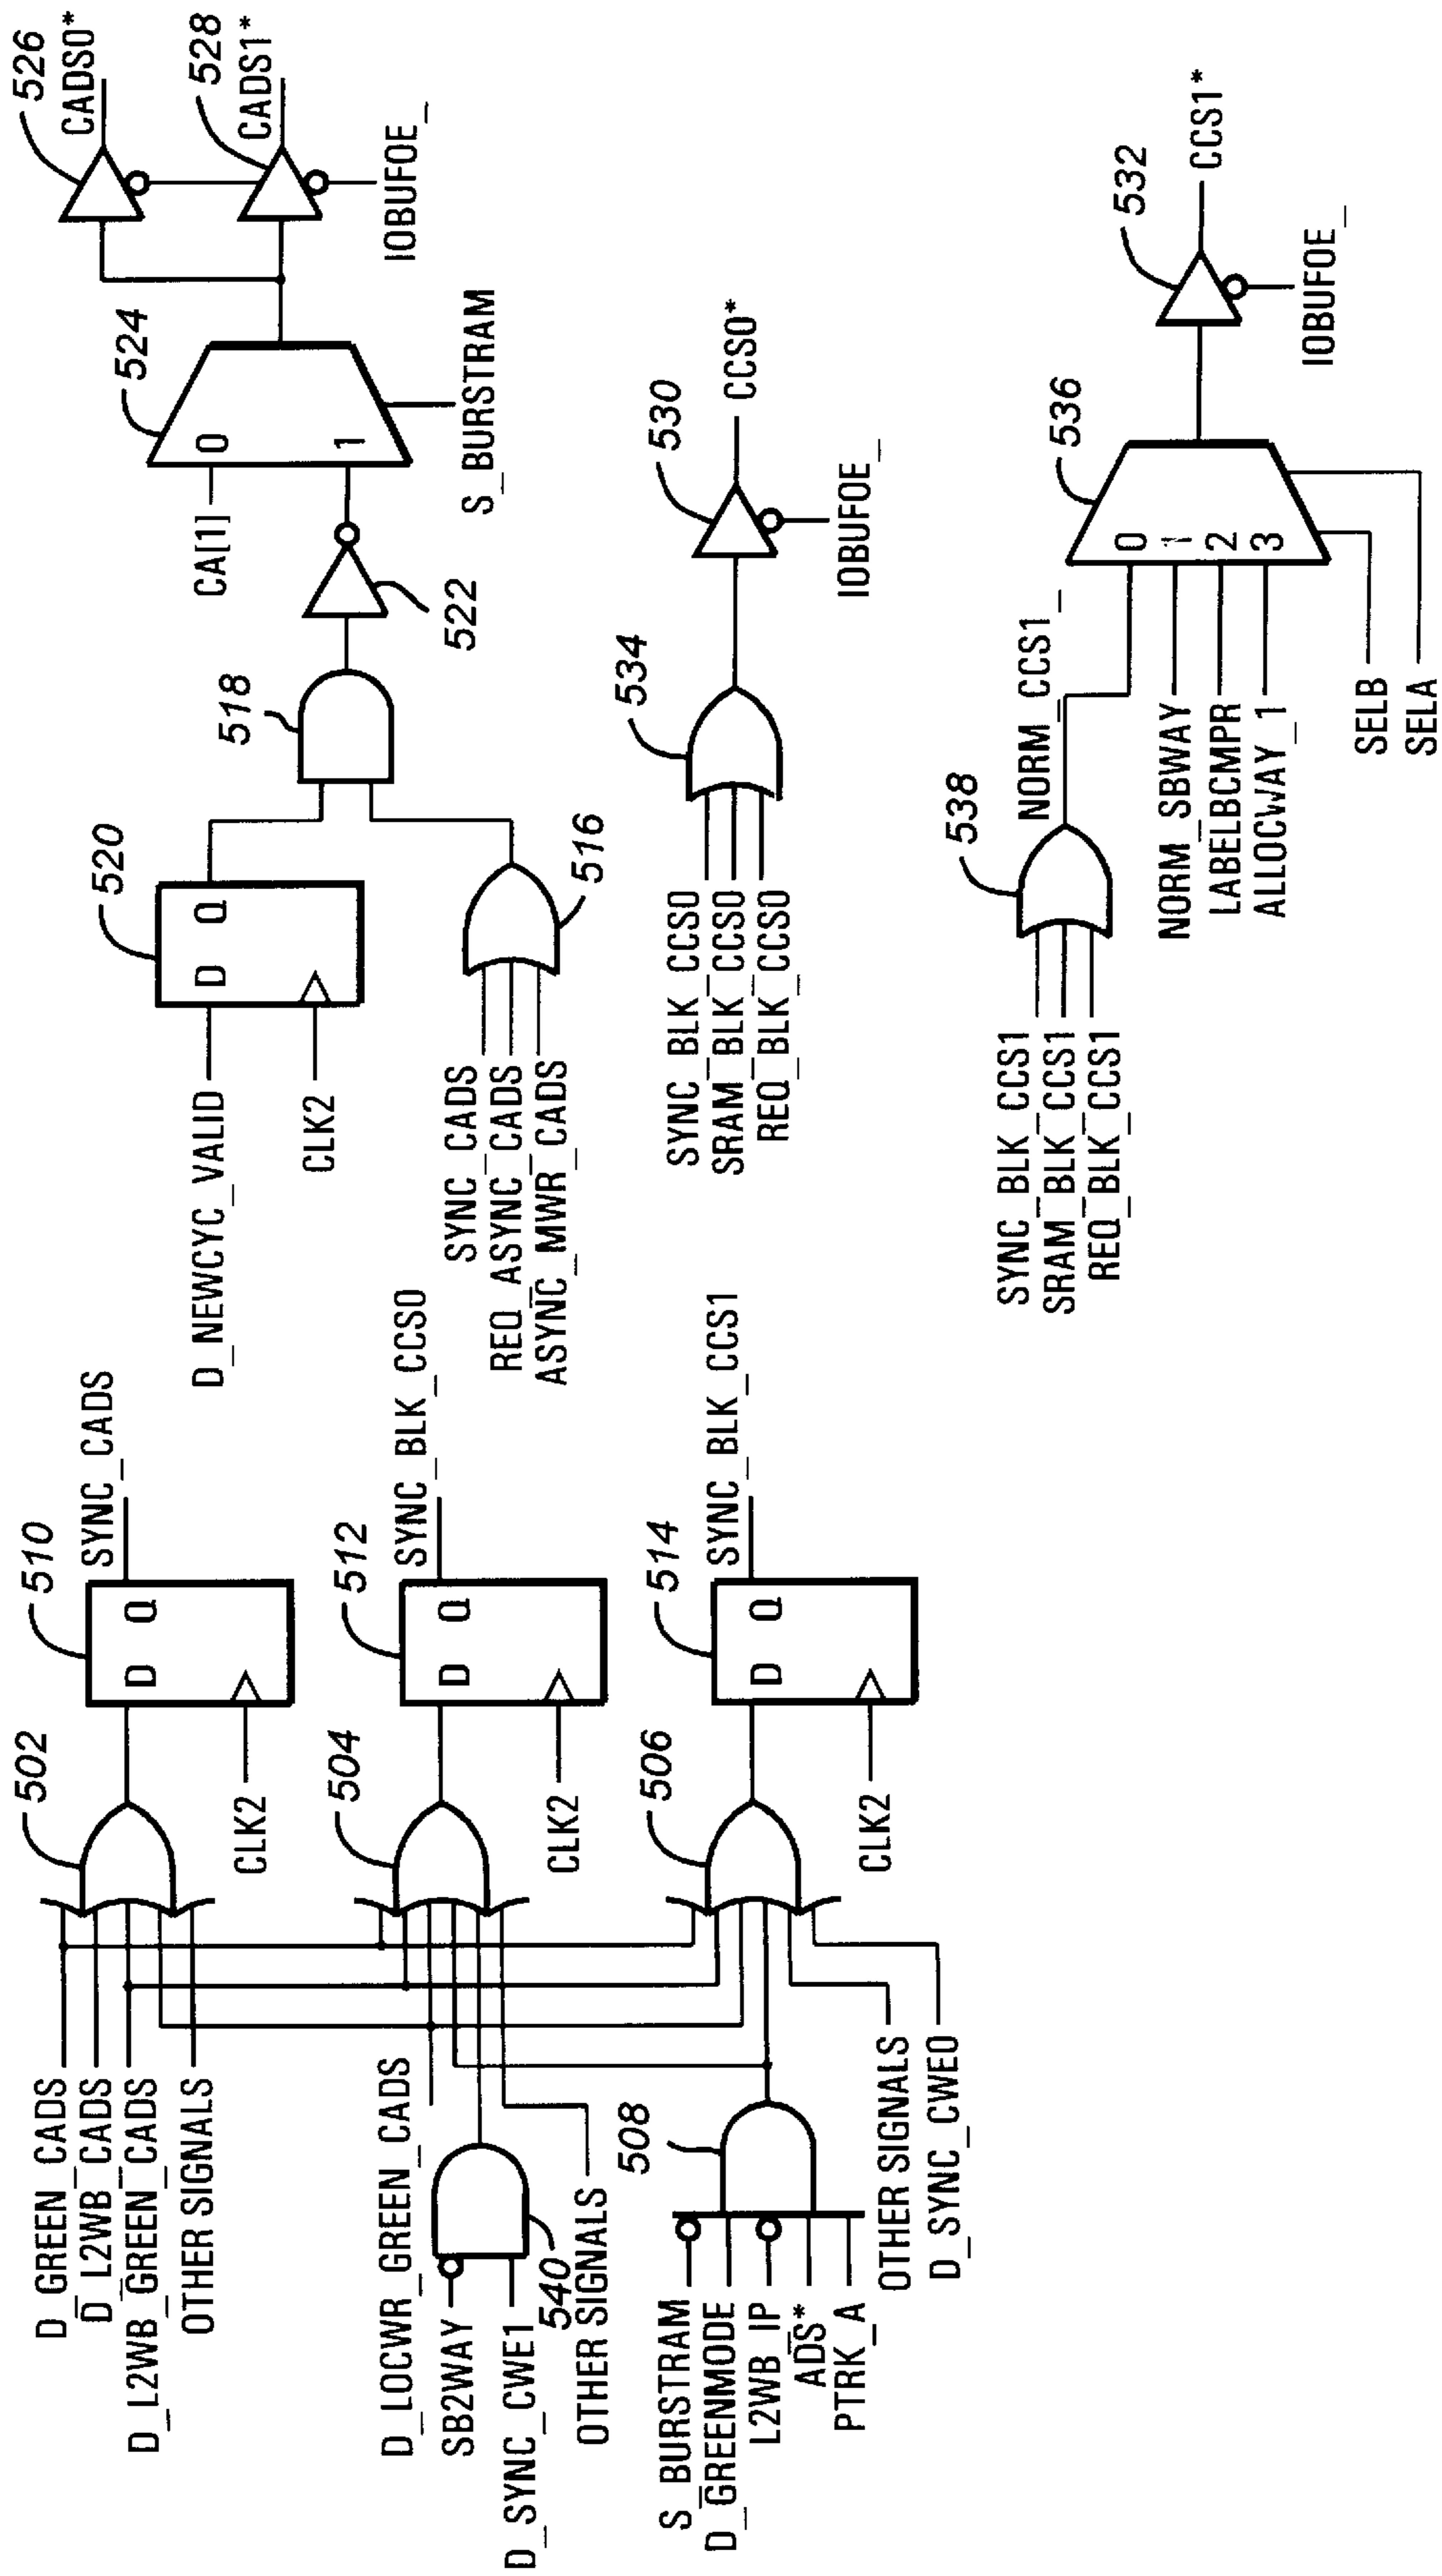 D_GREEN_CADS
D_L2WB_CADS
D_L2WB_GREEN_CADS
OTHER SIGNALS
502
CLK2
510
D Q
SYNC_CADS
D_LOCWR_GREEN_CADS
SB2WAY
D_SYNC_CWE1
540
OTHER SIGNALS
504
CLK2
512
D Q
SYNC_BLK_CCS0
S_BURSTRAM
D_GREENMODE
L2WB_IP
ADS*
PTRK_A
508
OTHER SIGNALS
D_SYNC_CWE0
506
CLK2
514
D Q
SYNC_BLK_CCS1
D_NEWCYC_VALID
CLK2
520
D Q
SYNC_CADS
REQ_ASYNC_CADS
ASYNC_MWR_CADS
516
518
522
CA[1]
0
1
524
S_BURSTRAM
526
CADS0*
528
CADS1*
IOBUFOE_
SYNC_BLK_CCS0
SRAM_BLK_CCS0
REQ_BLK_CCS0
534
530
CCS0*
IOBUFOE_
SYNC_BLK_CCS1
SRAM_BLK_CCS1
REQ_BLK_CCS1
538
NORM_CCS1_
NORM_SBWAY
LABELBCMPR
ALLOCWAY_1
0
1
2
3
536
SELB
SELA
532
CCS1*
IOBUFOE_